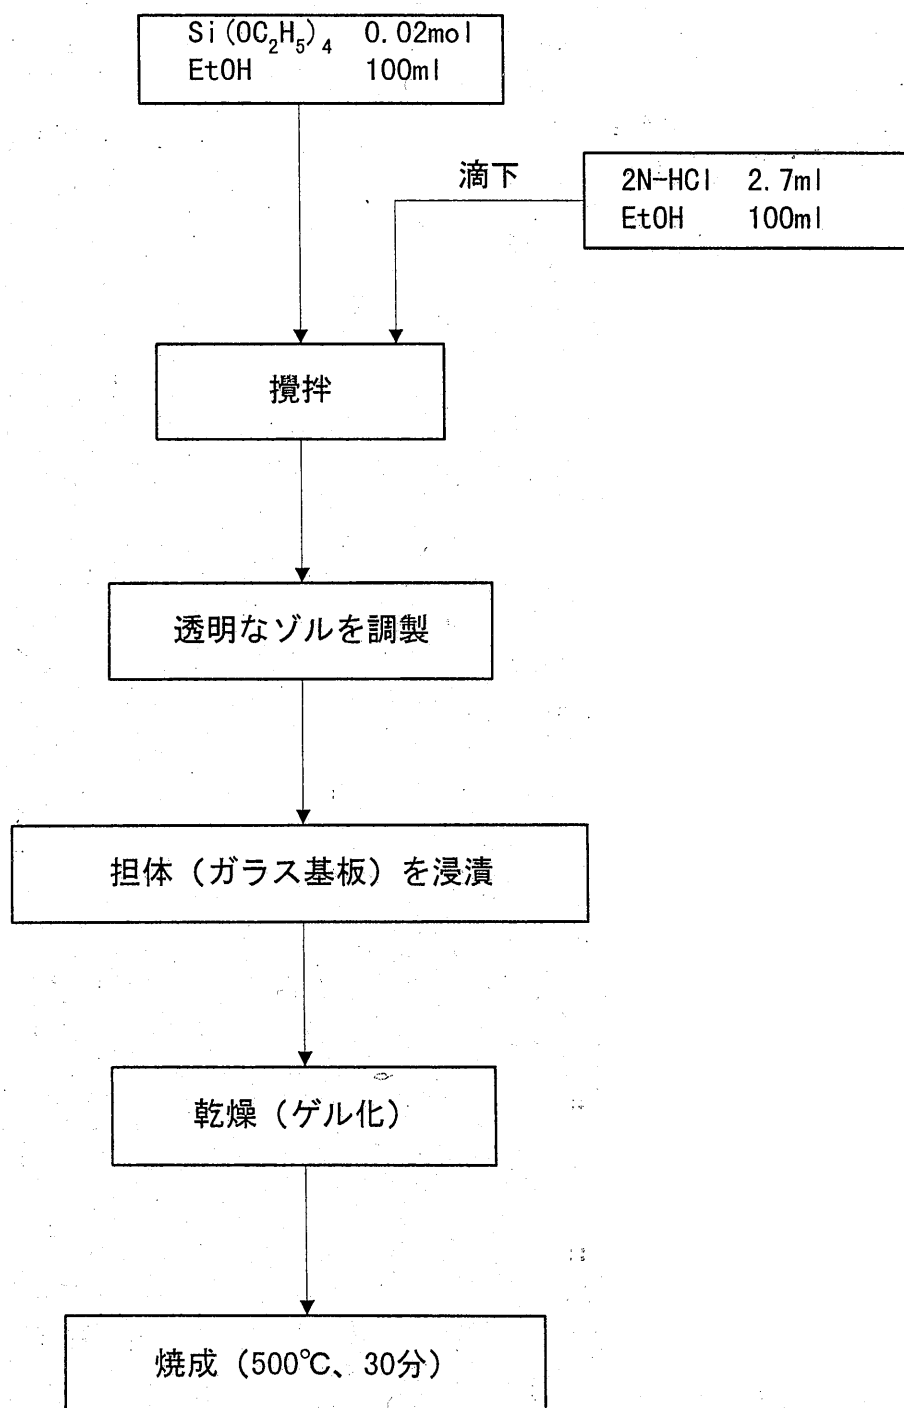 Si(OC₂H₅)₄ 0.02mol
EtOH 100ml
滴下
2N-HCl 2.7ml
EtOH 100ml
攪拌
透明なゾルを調製
担体（ガラス基板）を浸漬
乾燥（ゲル化）
焼成（500℃、30分）